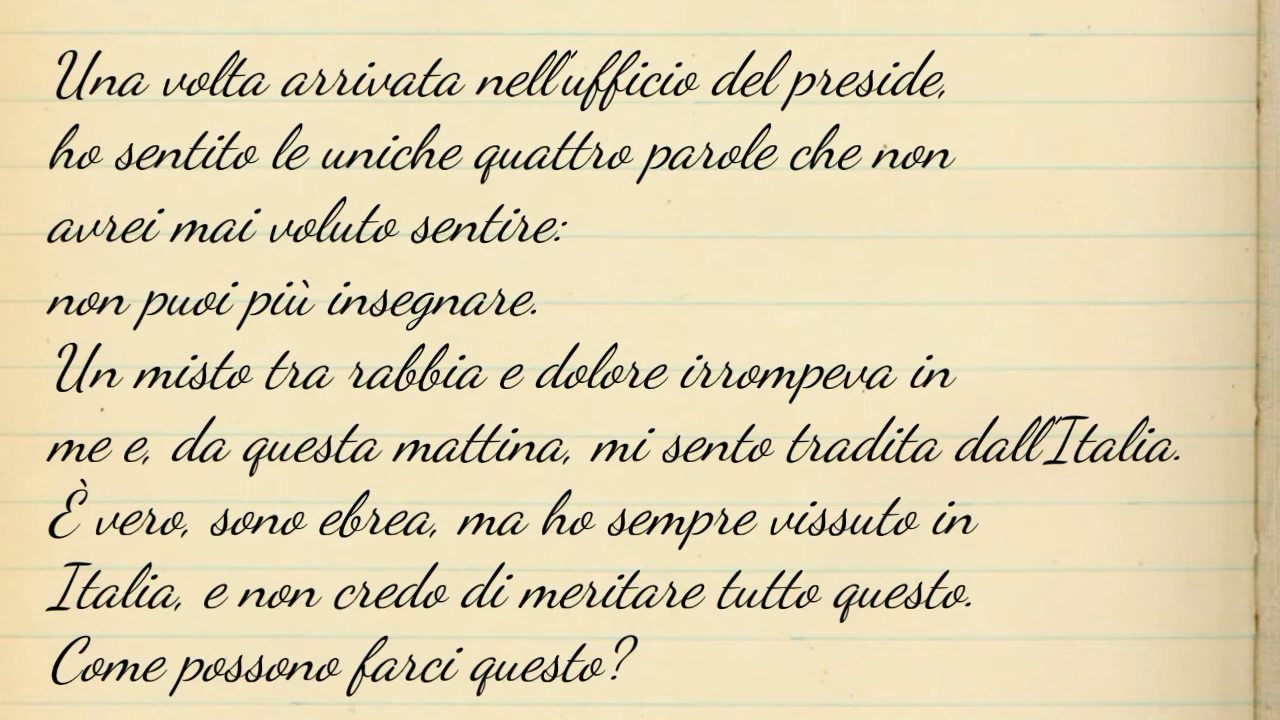 Una volta arrivata nell'ufficio del preside,
ho sentito le uniche quattro parole che non
avrei mai voluto sentire:
non puoi più insegnare.
Un misto tra rabbia e dolore irrompeva in
me e, da questa mattina, mi sento tradita dall'Italia.
È vero, sono ebrea, ma ho sempre vissuto in
Italia, e non credo di meritare tutto questo.
Come possono farci questo?